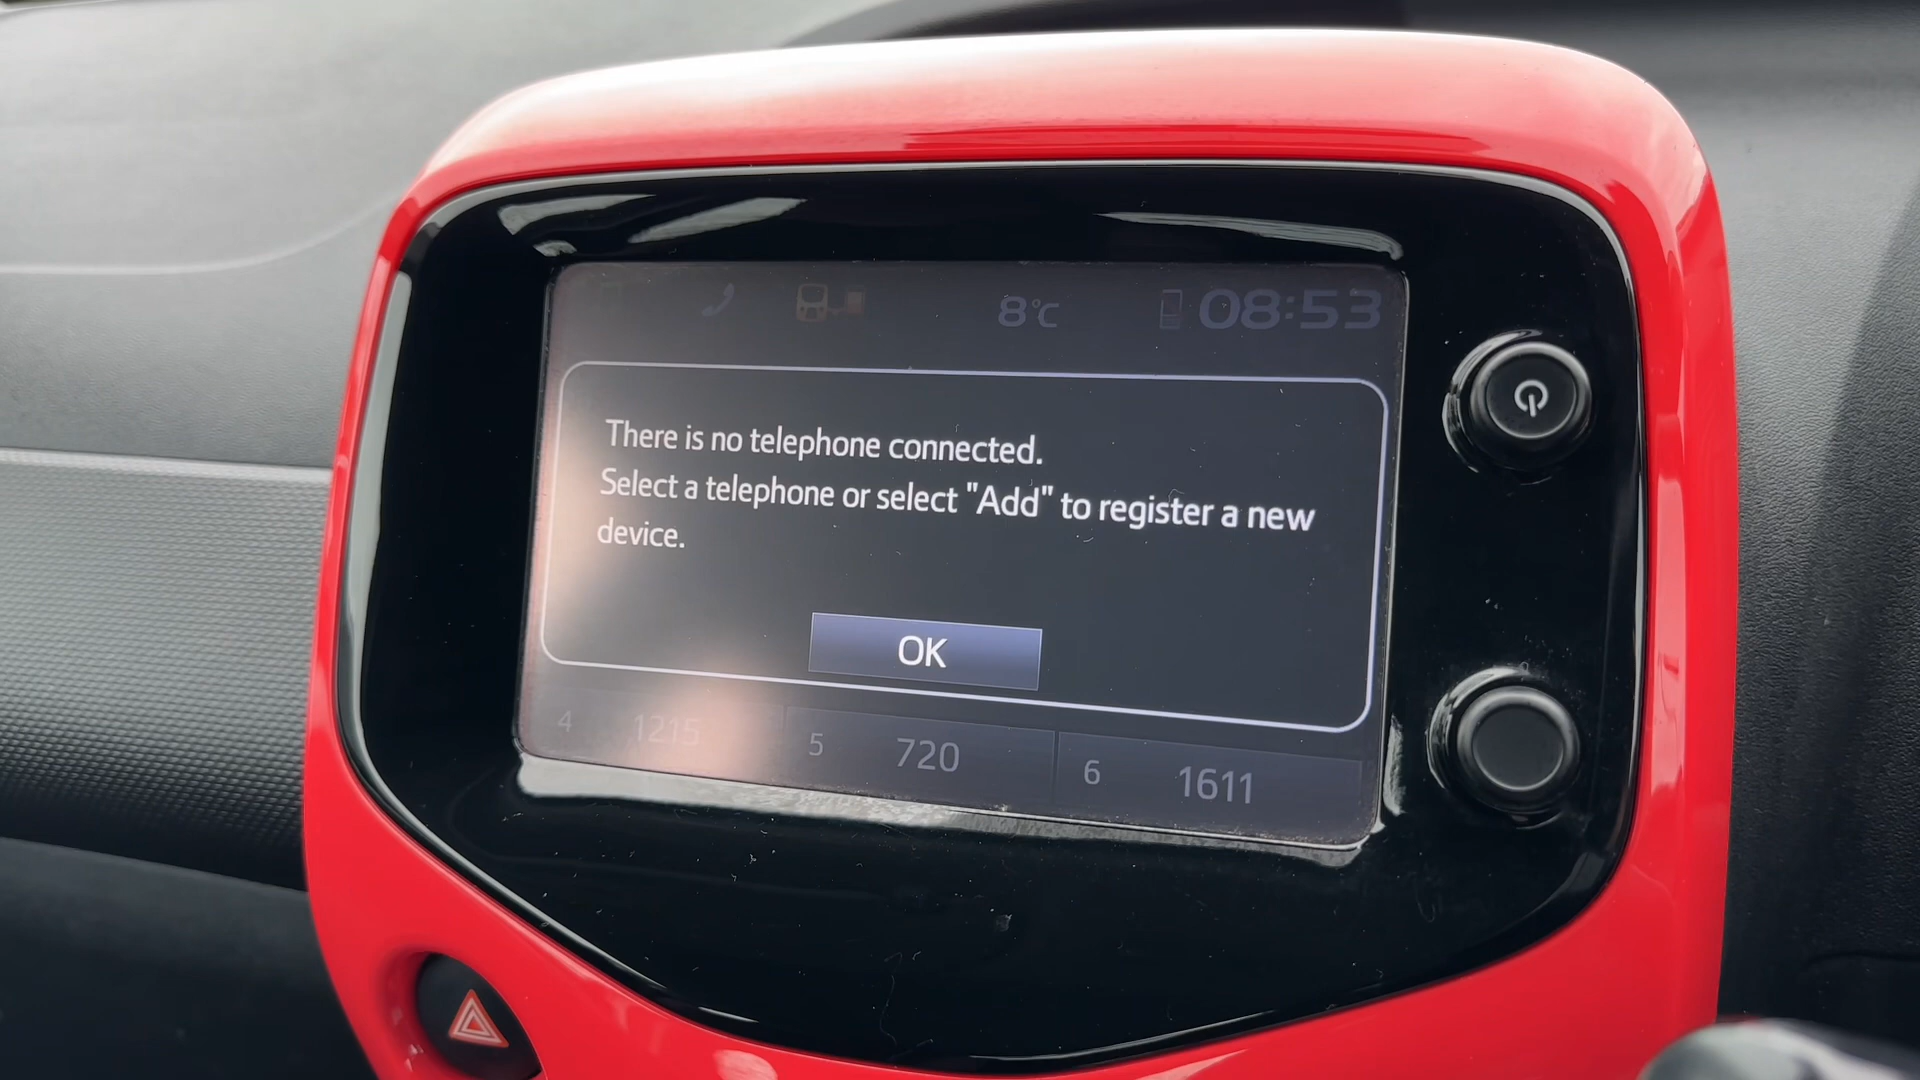 8°C 08:53
There is no telephone connected.
Select a telephone or select "Add" to register a new
device.
OK
4 1215 5 720 6 1611